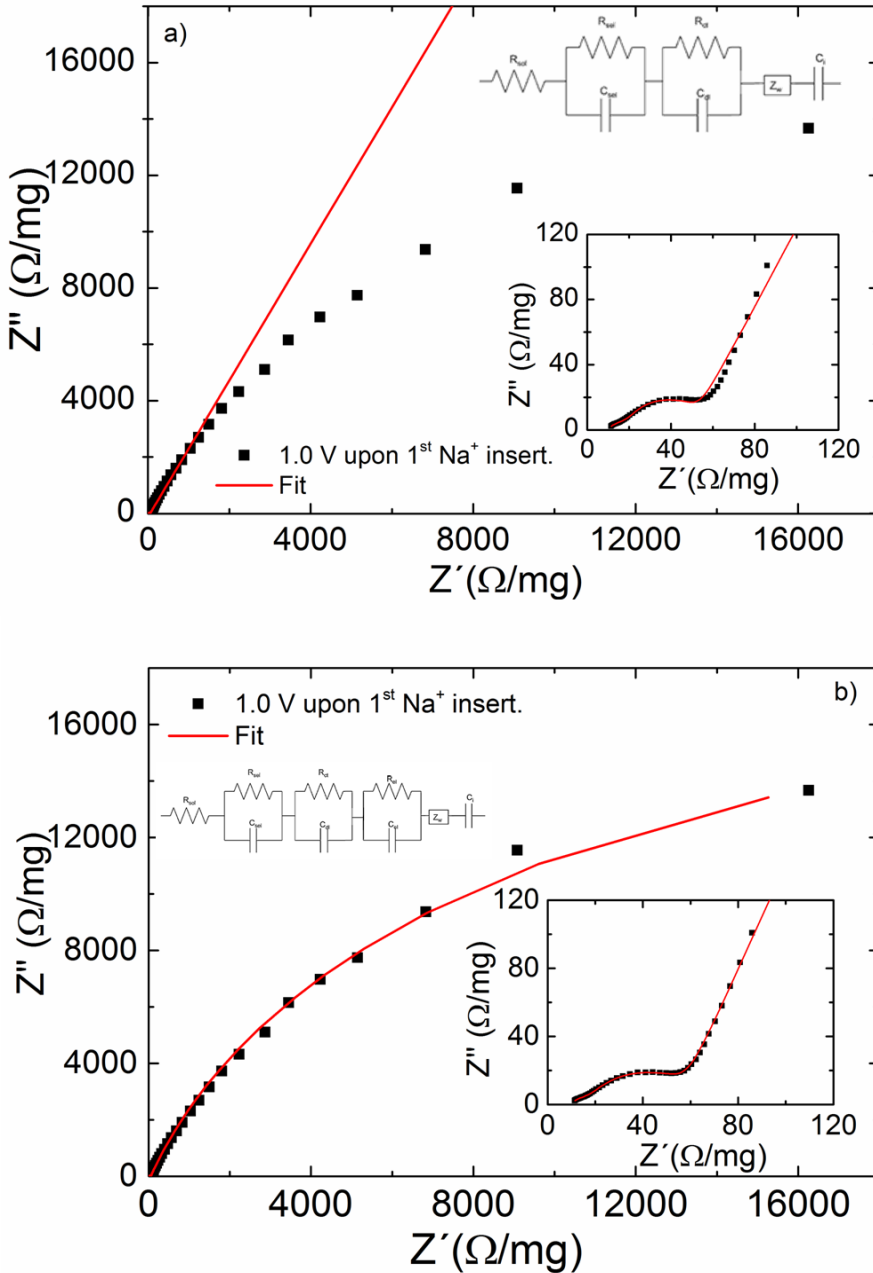 a)
R_sol
R_sei
C_sei
R_ct
C_dl
Z_w
C_i
Z'' (Ω/mg)
16000
12000
8000
4000
0
120
80
40
0
Z'' (Ω/mg)
0 40 80 120
Z´(Ω/mg)
1.0 V upon 1st Na+ insert.
Fit
0 4000 8000 12000 16000
Z´(Ω/mg)
b)
1.0 V upon 1st Na+ insert.
Fit
R_sol
R_sei
C_sei
R_ct
C_dl
R_el
C_el
Z_w
C_i
Z'' (Ω/mg)
16000
12000
8000
4000
0
120
80
40
0
Z'' (Ω/mg)
0 40 80 120
Z´(Ω/mg)
0 4000 8000 12000 16000
Z´(Ω/mg)